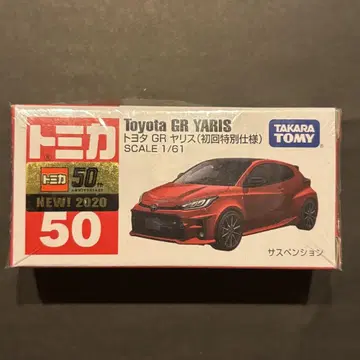 トミカ
トミカ 50th
ANNIVERSARY
NEW! 2020
50
Toyota GR YARIS
トヨタ GR ヤリス(初回特別仕様)
SCALE 1/61
TAKARA
TOMY
サスペンション